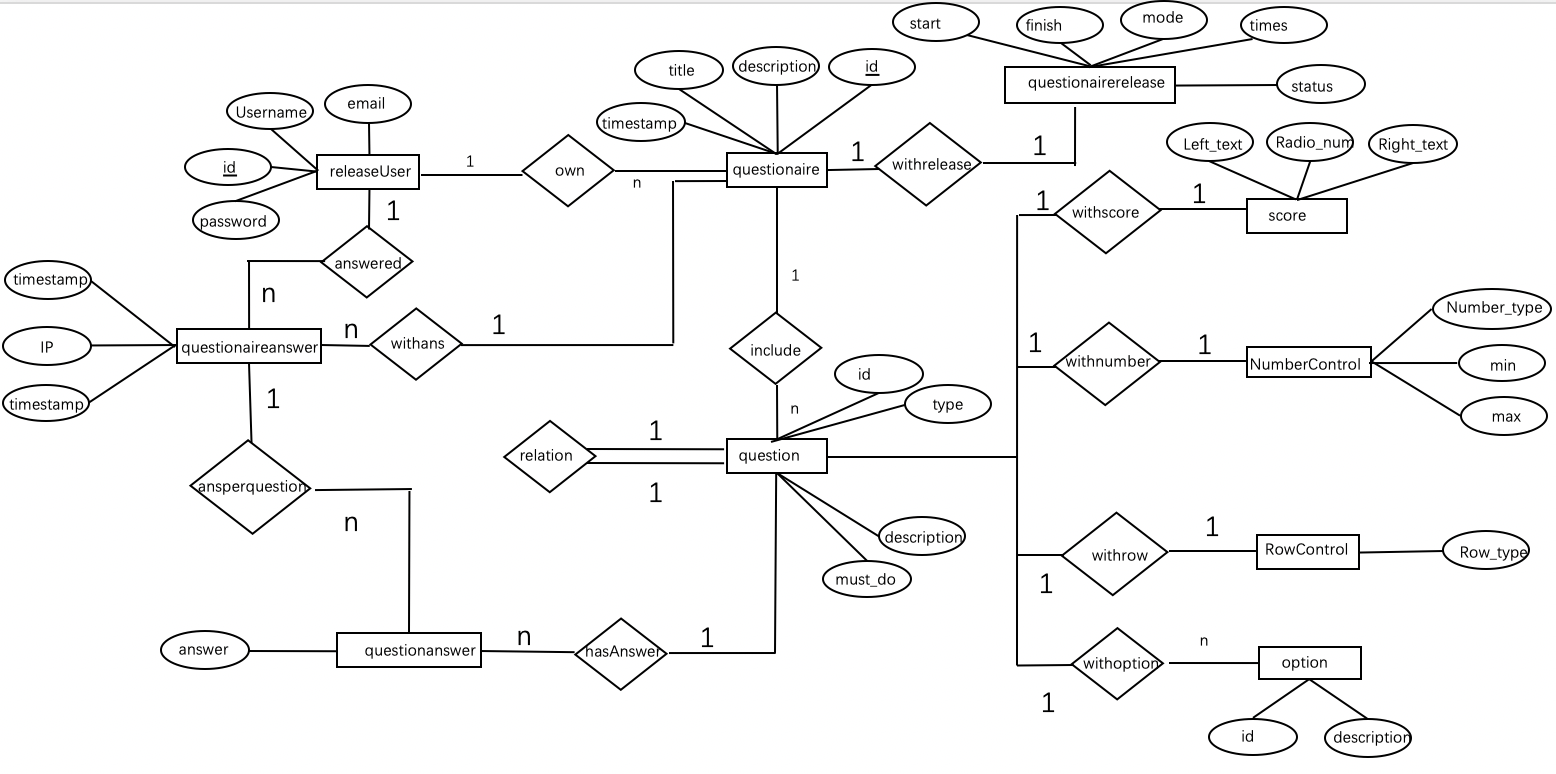 start
finish
mode
times
title
description
id
questionairerelease
status
Username
email
timestamp
Left_text
Radio_num
Right_text
id
releaseUser
1
own
n
questionaire
1
withrelease
1
password
1
1
withscore
1
score
answered
n
1
timestamp
IP
timestamp
questionaireanswer
n
withans
1
include
1
withnumber
1
NumberControl
Number_type
min
max
1
id
type
n
1
relation
question
1
ansperquestion
n
description
must_do
1
withrow
RowControl
Row_type
1
answer
questionanswer
n
hasAnswer
1
n
withoption
option
1
id
description